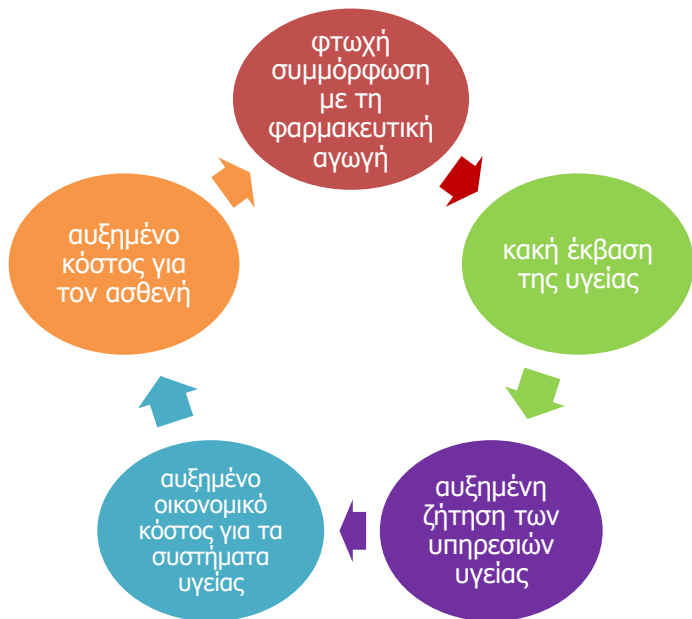 φτωχή
συμμόρφωση
με τη
φαρμακευτική
αγωγή
κακή έκβαση
της υγείας
αυξημένη
ζήτηση των
υπηρεσιών
υγείας
αυξημένο
οικονομικό
κόστος για τα
συστήματα
υγείας
αυξημένο
κόστος για
τον ασθενή